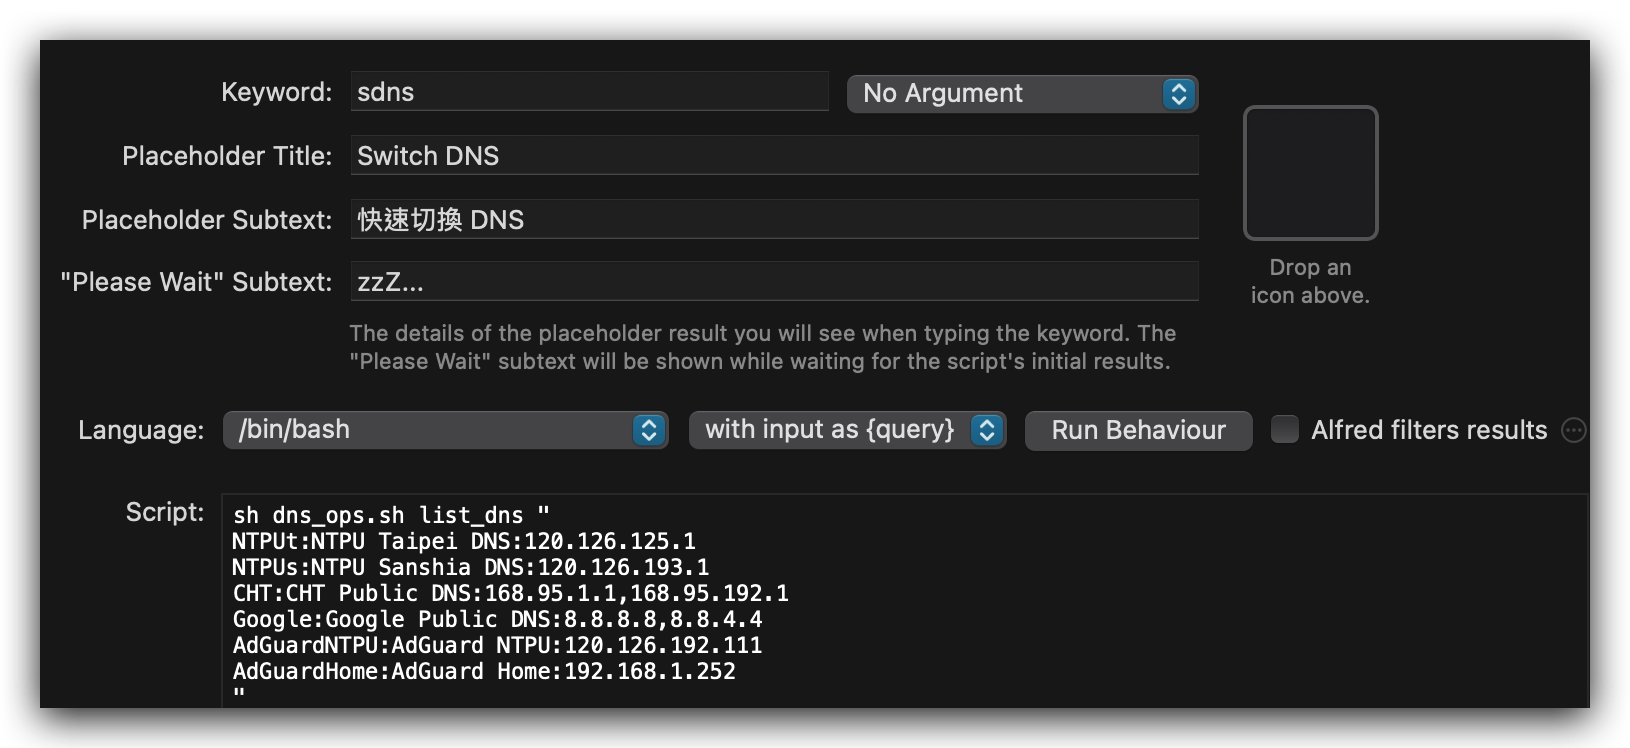 Keyword: sdns No Argument
Placeholder Title: Switch DNS
Placeholder Subtext: 快速切換 DNS
"Please Wait" Subtext: zzZ...
Drop an
icon above.
The details of the placeholder result you will see when typing the keyword. The
"Please Wait" subtext will be shown while waiting for the script's initial results.
Language: /bin/bash with input as {query} Run Behaviour Alfred filters results
Script: sh dns_ops.sh list_dns "
NTPUt:NTPU Taipei DNS:120.126.125.1
NTPUs:NTPU Sanshia DNS:120.126.193.1
CHT:CHT Public DNS:168.95.1.1,168.95.192.1
Google:Google Public DNS:8.8.8.8,8.8.4.4
AdGuardNTPU:AdGuard NTPU:120.126.192.111
AdGuardHome:AdGuard Home:192.168.1.252
"